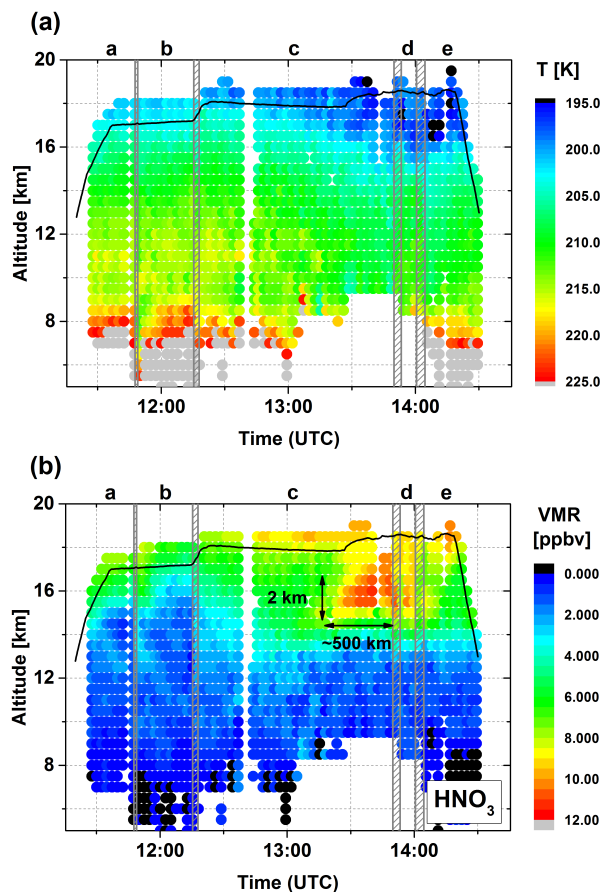 (a)
a b c d e
T [K]
20
16
12
8
Altitude [km]
12:00 13:00 14:00
Time (UTC)
195.0
200.0
205.0
210.0
215.0
220.0
225.0
(b)
a b c d e
VMR
[ppbv]
20
16
12
8
Altitude [km]
2 km
~500 km
HNO3
12:00 13:00 14:00
Time (UTC)
0.000
2.000
4.000
6.000
8.000
10.00
12.00